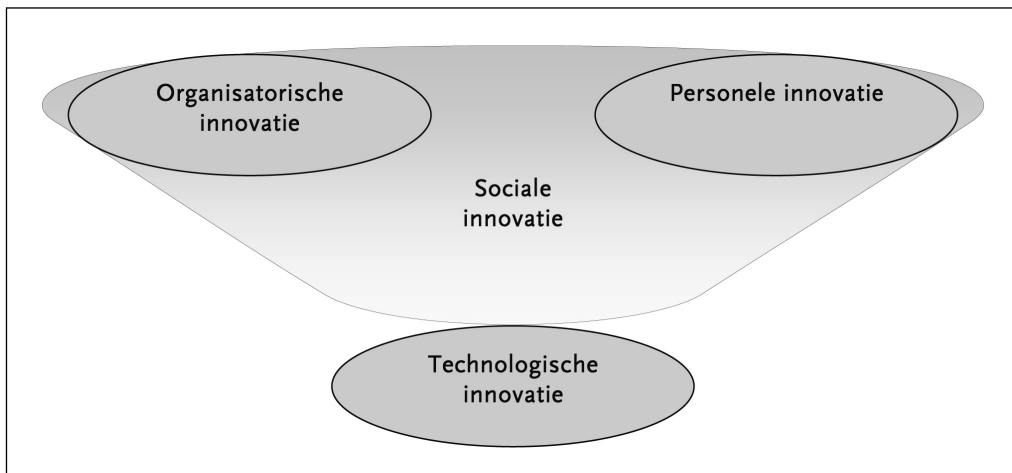 Organisatorische
innovatie
Personele innovatie
Sociale
innovatie
Technologische
innovatie